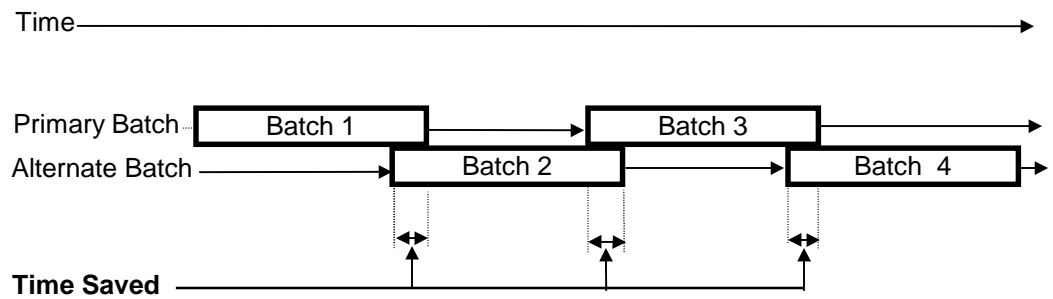 Time
Primary Batch
Batch 1
Batch 3
Alternate Batch
Batch 2
Batch 4
Time Saved